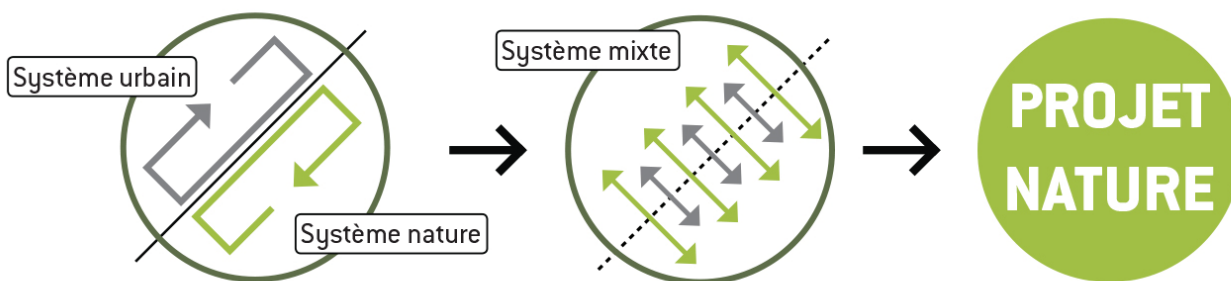 Système urbain
Système nature
Système mixte
PROJET
NATURE